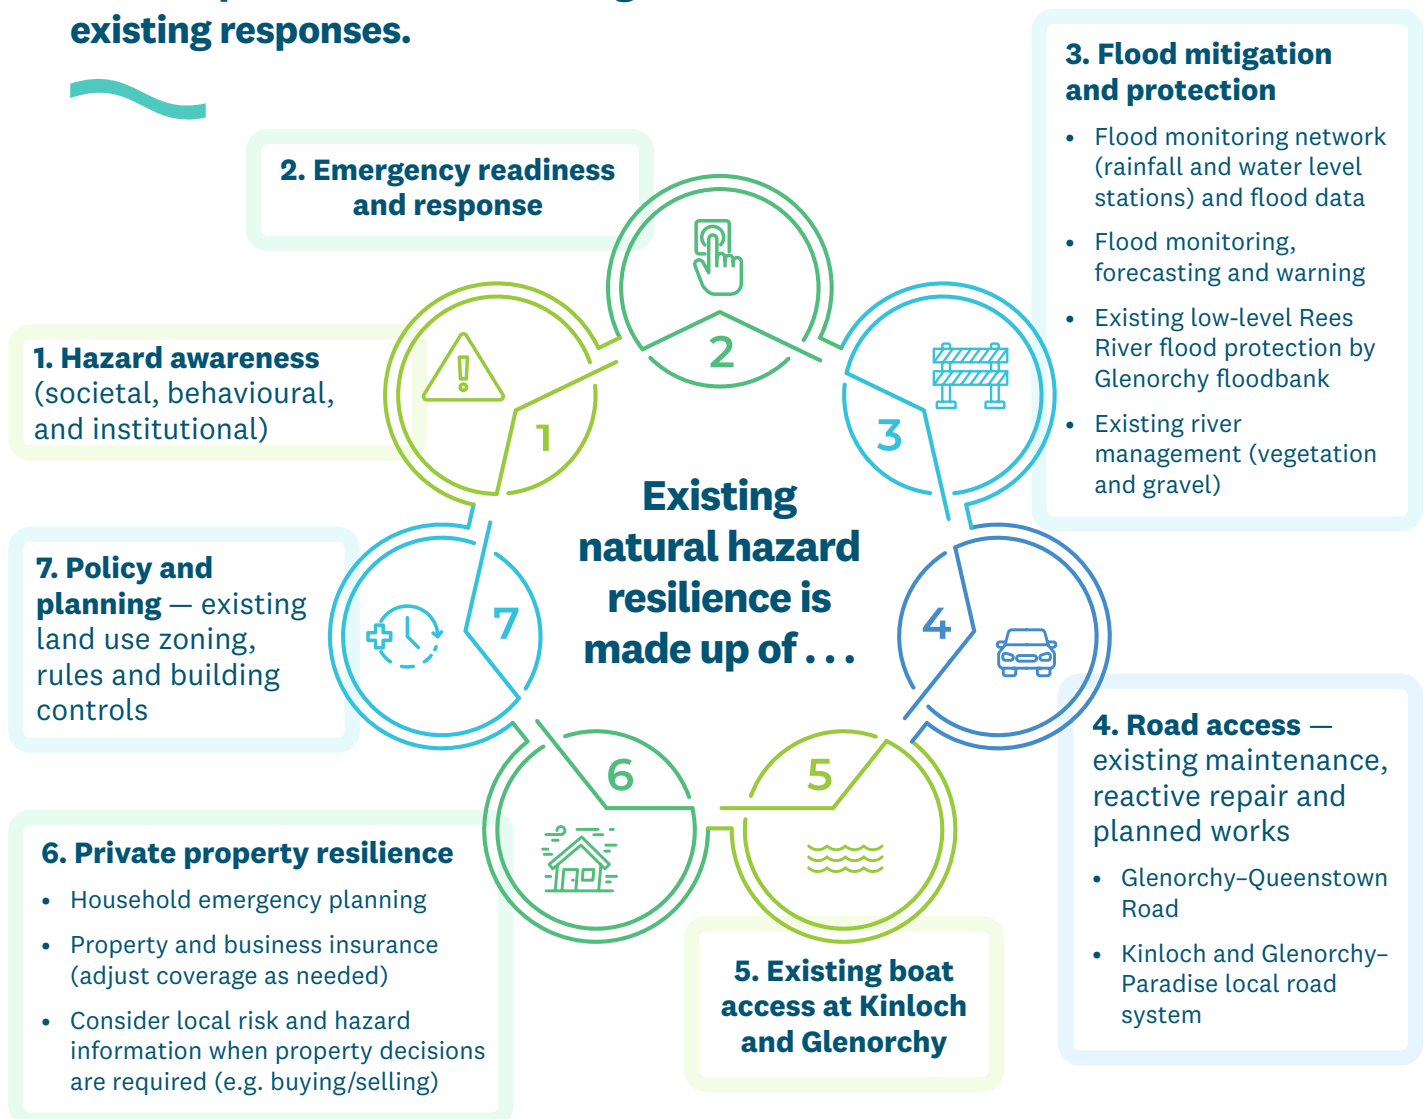 existing responses.
3. Flood mitigation
and protection
• Flood monitoring network
(rainfall and water level
stations) and flood data
• Flood monitoring,
forecasting and warning
• Existing low-level Rees
River flood protection by
Glenorchy floodbank
• Existing river
management (vegetation
and gravel)
2. Emergency readiness
and response
1. Hazard awareness
(societal, behavioural,
and institutional)
2
1
3
Existing
natural hazard
resilience is
made up of . . .
7. Policy and
planning — existing
land use zoning,
rules and building
controls
7
4
6
5
4. Road access —
existing maintenance,
reactive repair and
planned works
• Glenorchy–Queenstown
Road
• Kinloch and Glenorchy–
Paradise local road
system
6. Private property resilience
• Household emergency planning
• Property and business insurance
(adjust coverage as needed)
• Consider local risk and hazard
information when property decisions
are required (e.g. buying/selling)
5. Existing boat
access at Kinloch
and Glenorchy